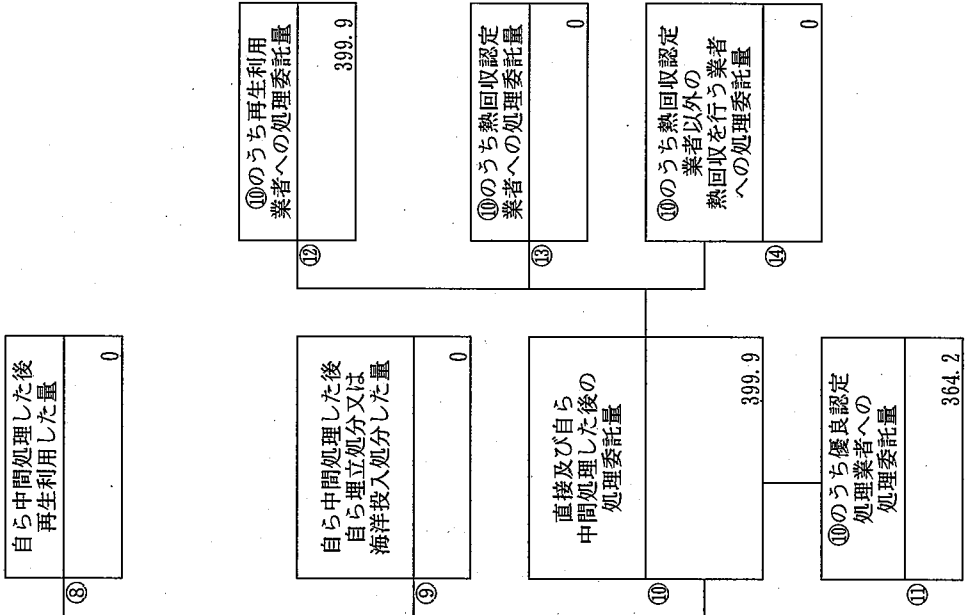 ⑧
自ら中間処理した後
再生利用した量
0
⑨
自ら中間処理した後
自ら埋立処分又は
海洋投入処分した量
0
⑩
直接及び自ら
中間処理した後の
処理委託量
399.9
⑪
⑩のうち優良認定
処理業者への
処理委託量
364.2
⑫
⑩のうち再生利用
業者への処理委託量
399.9
⑬
⑩のうち熱回収認定
業者への処理委託量
0
⑭
⑩のうち熱回収認定
業者以外の
熱回収を行う業者
への処理委託量
0